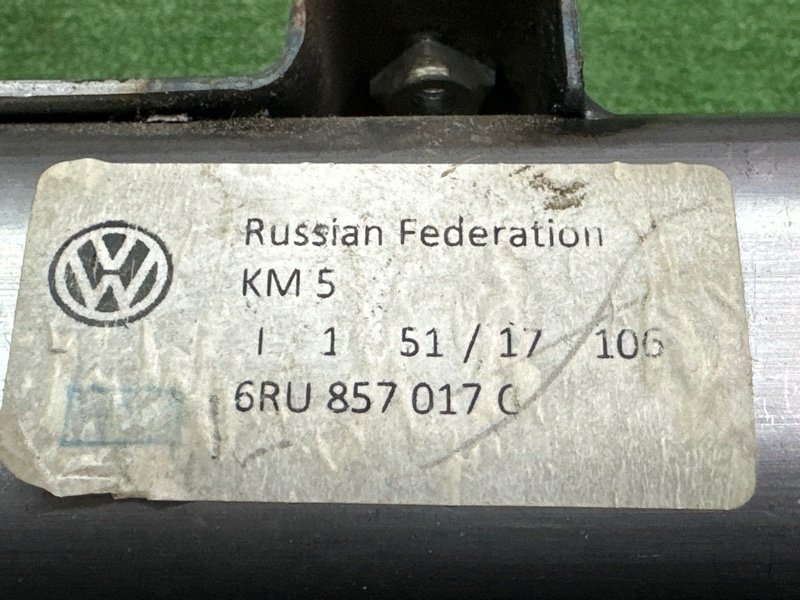 Russian Federation
KM 5
I 1 51 / 17 106
6RU 857 017 C